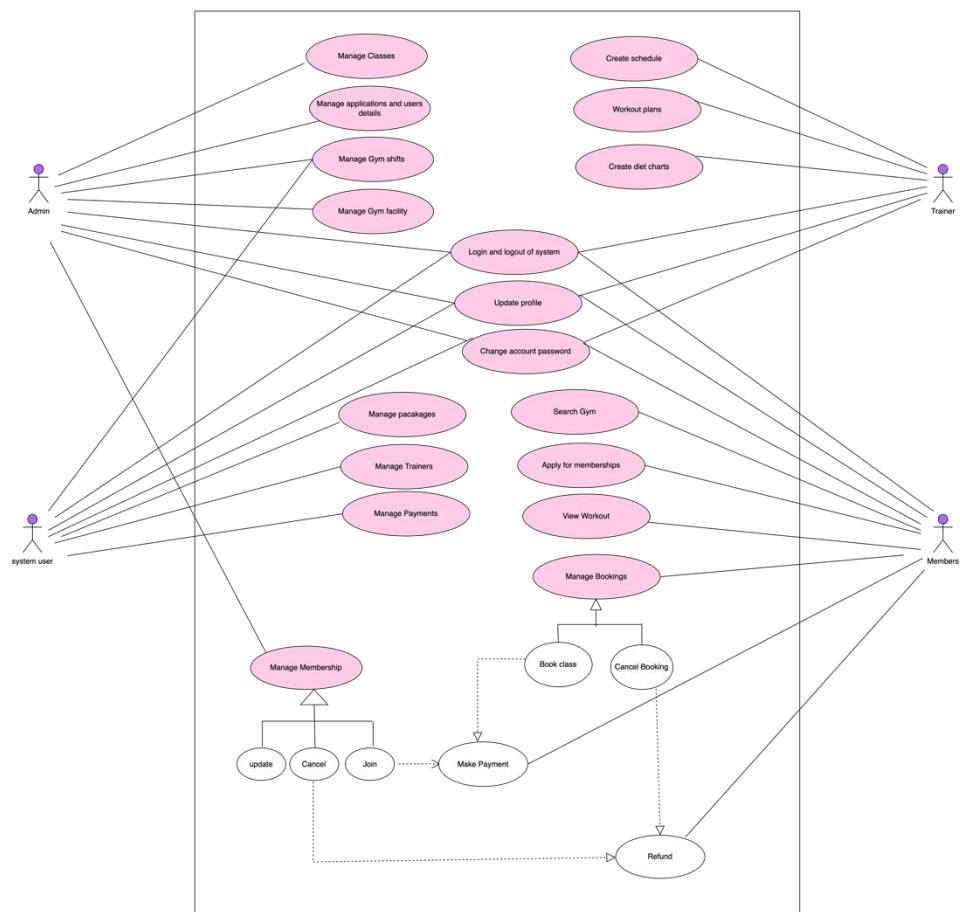 Manage Classes
Create schedule
Manage applications and users
details
Workout plans
Manage Gym shifts
Create diet charts
Admin
Trainer
Manage Gym facility
Login and logout of system
Update profile
Change account password
Manage pacakages
Search Gym
Manage Trainers
Apply for memberships
Manage Payments
View Workout
system user
Members
Manage Bookings
Manage Membership
Book class
Cancel Booking
update
Cancel
Join
Make Payment
Refund